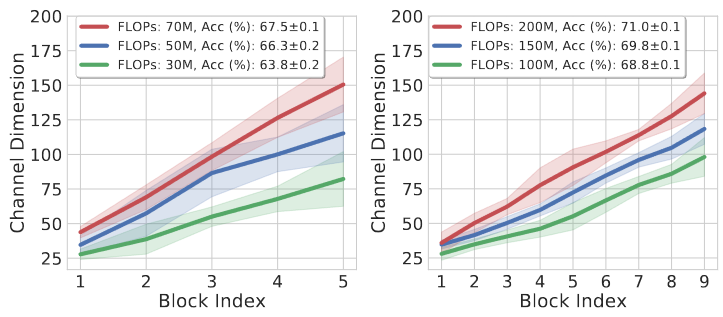 FLOPs: 70M, Acc (%): 67.5±0.1
FLOPs: 50M, Acc (%): 66.3±0.2
FLOPs: 30M, Acc (%): 63.8±0.2
Channel Dimension
200
175
150
125
100
75
50
25
1 2 3 4 5
Block Index
FLOPs: 200M, Acc (%): 71.0±0.1
FLOPs: 150M, Acc (%): 69.8±0.1
FLOPs: 100M, Acc (%): 68.8±0.1
Channel Dimension
200
175
150
125
100
75
50
25
1 2 3 4 5 6 7 8 9
Block Index